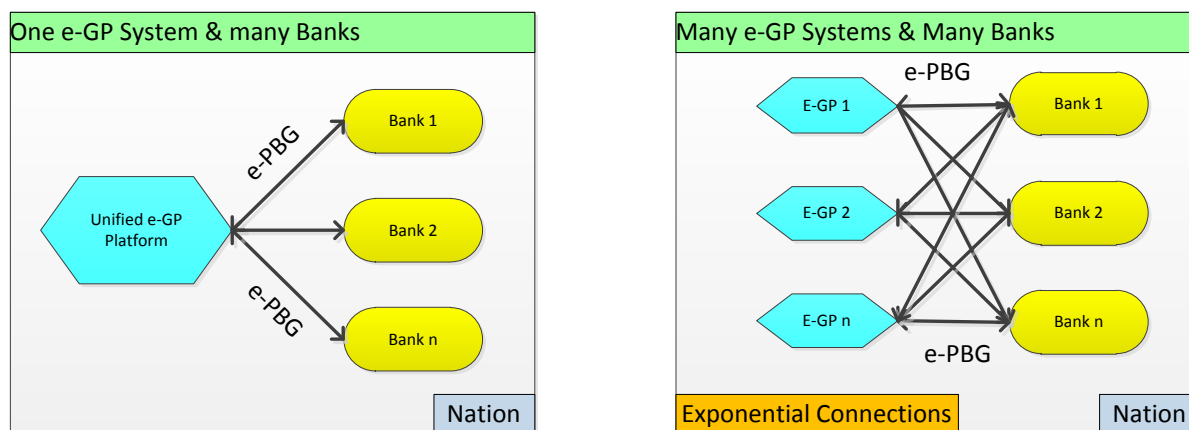 One e-GP System & many Banks
Unified e-GP
Platform
e-PBG
e-PBG
Bank 1
Bank 2
Bank n
Nation
Many e-GP Systems & Many Banks
e-PBG
E-GP 1
Bank 1
E-GP 2
Bank 2
E-GP n
Bank n
e-PBG
Exponential Connections
Nation